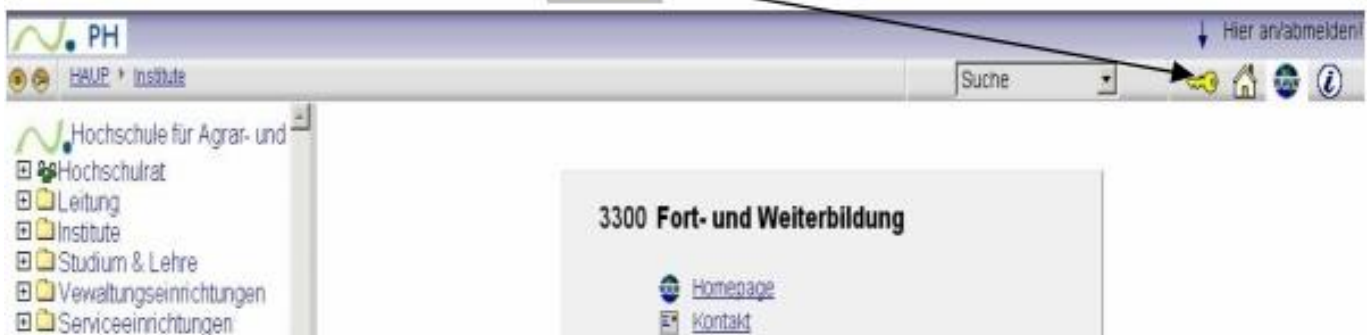 PH
Hier an/abmelden!
HAUP Institute
Suche
Hochschule für Agrar- und
Hochschulrat
Leitung
Institute
Studium & Lehre
Vewaltungseinrichtungen
Serviceeinrichtungen
3300 Fort- und Weiterbildung
Homepage
Kontakt